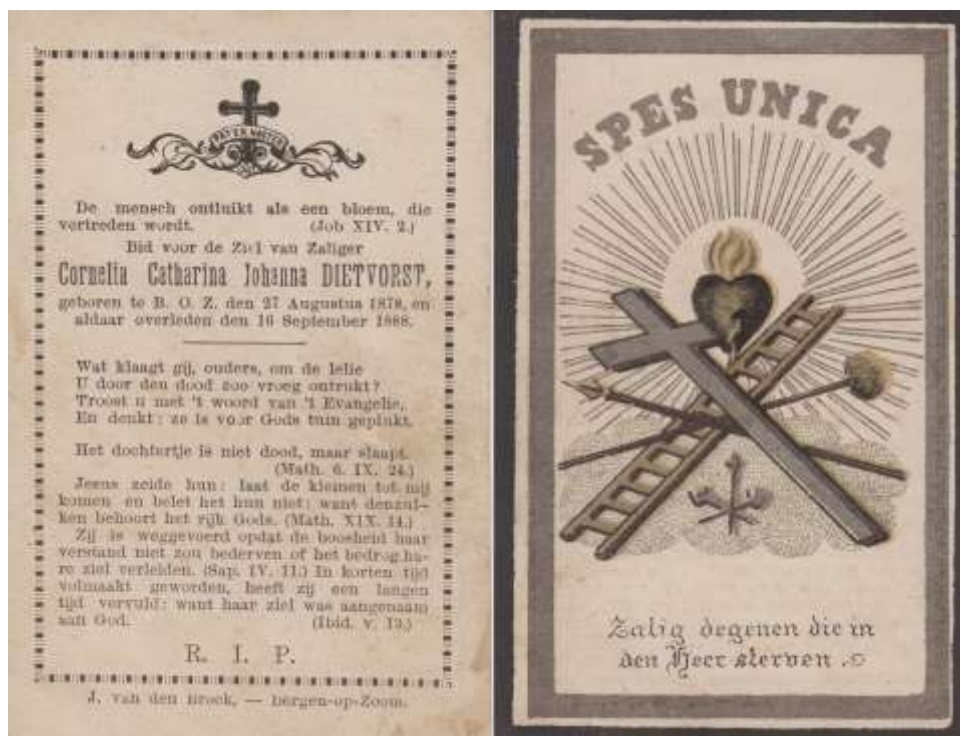 PATER NOSTER
De mensch ontluikt als een bloem, die
vertreden wordt. (Job XIV. 2.)
Bid voor de Ziel van Zaliger
Cornelia Catharina Johanna DIETVORST,
geboren te B. O. Z. den 27 Augustus 1878, en
aldaar overleden den 16 September 1888.
Wat klaagt gij, ouders, om de lelie
U door den dood zoo vroeg ontrukt?
Troost u met 't woord van 't Evangelie,
En denkt: ze is voor Gods tuin geplukt.
Het dochtertje is niet dood, maar slaapt.
(Math. 6. IX. 24.)
Jesus zeide hun: laat de kleinen tot mij
komen en belet het hun niet: want denzul-
ken behoort het rijk Gods. (Math. XIX. 14.)
Zij is weggevoerd opdat de boosheid haar
verstand niet zou bederven of het bedrog ha-
re ziel verleiden. (Sap. IV. 11.) In korten tijd
volmaakt geworden, heeft zij een langen
tijd vervuld: want haar ziel was aangenaam
aan God. (Ibid. v. 13.)
R. I. P.
J. van den Broek, — Bergen-op-Zoom.
SPES UNICA
Zalig degenen die in
den Heer sterven.